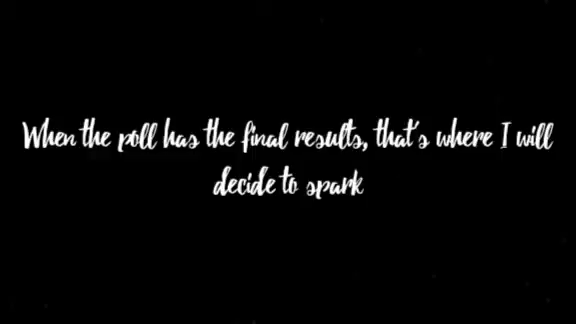 When the poll has the final results, that's where I will
decide to spark